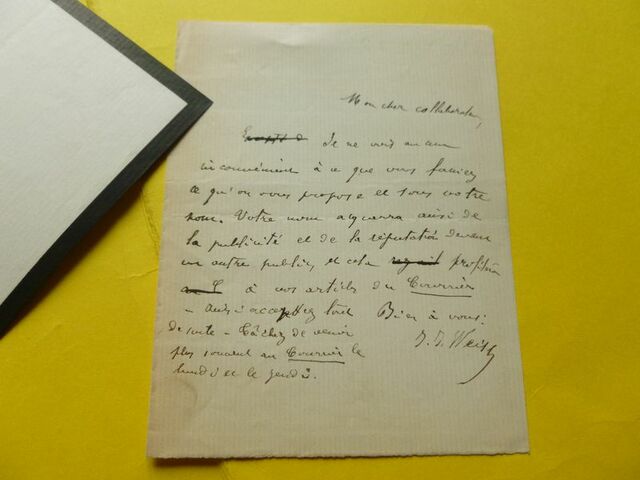 Mon cher collaborateur,
Je ne vois aucun
inconvénient à ce que vous fassiez
ce qu'on vous propose et sous votre
nom. Votre nom acquerra ainsi de
la publicité et de la réputation devant
un autre public, et cela profitera
à vos articles du Courrier
- Ainsi acceptez tout Bien à vous:
de suite - Tâchez de venir J. J. Weiss
plus souvent au Courrier le
lundi et le jeudi.